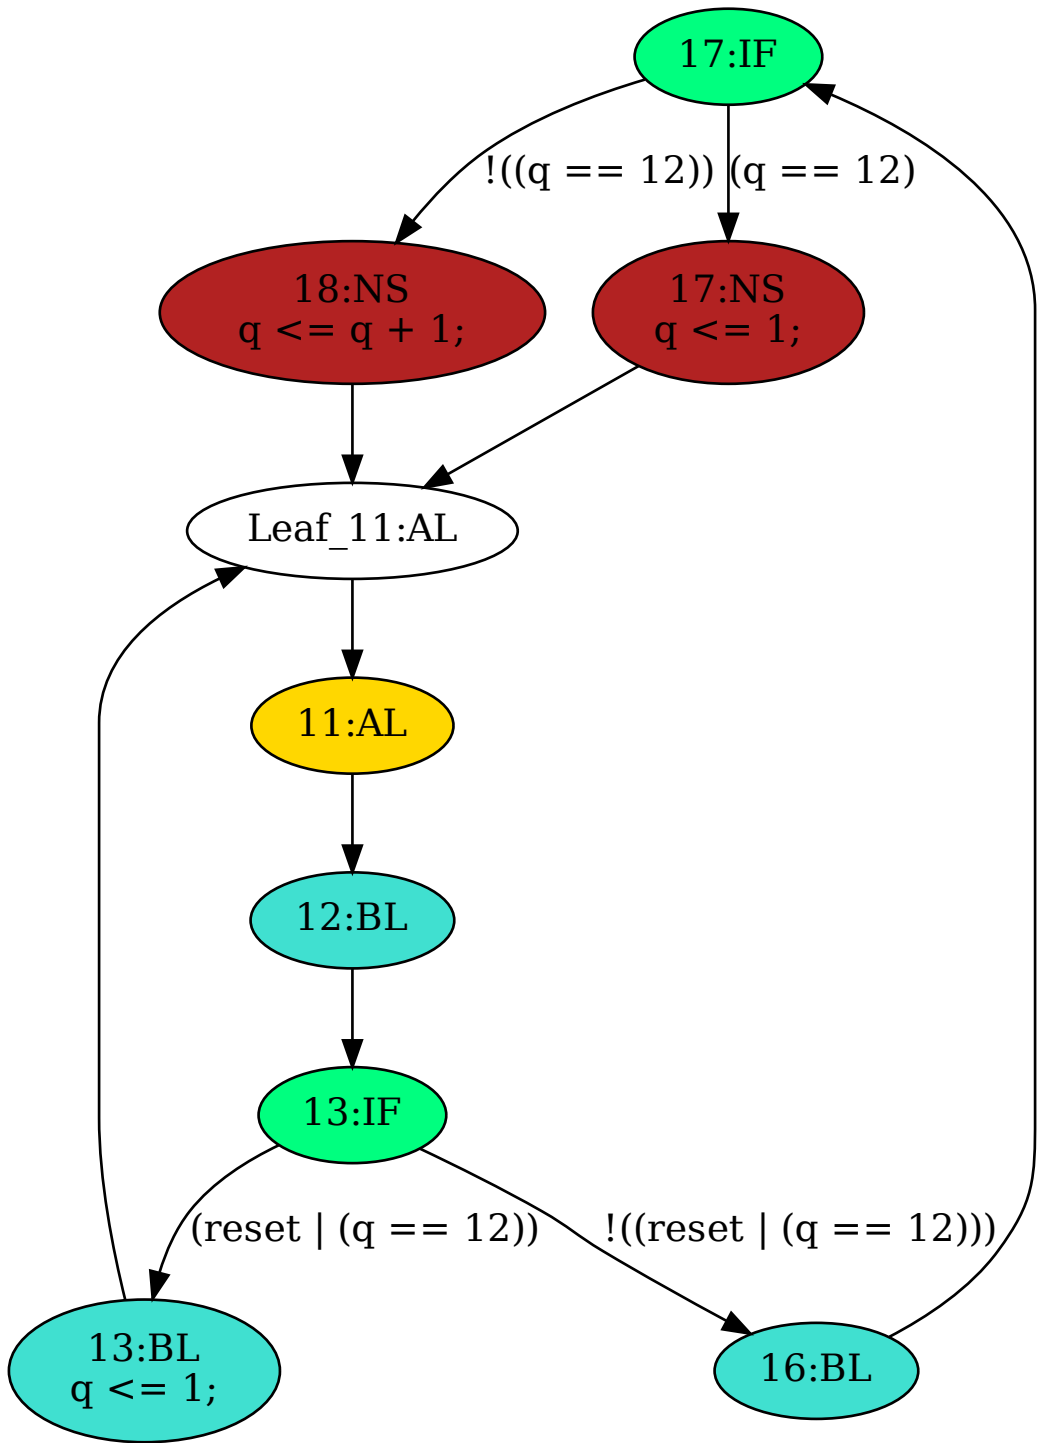 17:IF
!((q == 12))
(q == 12)
18:NS
q <= q + 1;
17:NS
q <= 1;
Leaf_11:AL
11:AL
12:BL
13:IF
(reset | (q == 12))
!((reset | (q == 12)))
13:BL
q <= 1;
16:BL